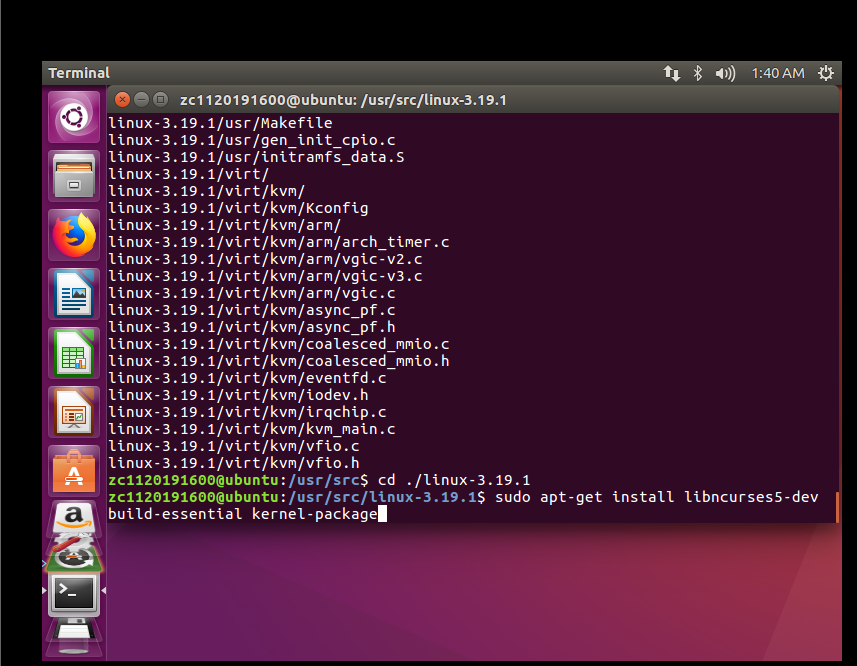 Terminal
1:40 AM
zc1120191600@ubuntu: /usr/src/linux-3.19.1
linux-3.19.1/usr/Makefile
linux-3.19.1/usr/gen_init_cpio.c
linux-3.19.1/usr/initramfs_data.S
linux-3.19.1/virt/
linux-3.19.1/virt/kvm/
linux-3.19.1/virt/kvm/Kconfig
linux-3.19.1/virt/kvm/arm/
linux-3.19.1/virt/kvm/arm/arch_timer.c
linux-3.19.1/virt/kvm/arm/vgic-v2.c
linux-3.19.1/virt/kvm/arm/vgic-v3.c
linux-3.19.1/virt/kvm/arm/vgic.c
linux-3.19.1/virt/kvm/async_pf.c
linux-3.19.1/virt/kvm/async_pf.h
linux-3.19.1/virt/kvm/coalesced_mmio.c
linux-3.19.1/virt/kvm/coalesced_mmio.h
linux-3.19.1/virt/kvm/eventfd.c
linux-3.19.1/virt/kvm/iodev.h
linux-3.19.1/virt/kvm/irqchip.c
linux-3.19.1/virt/kvm/kvm_main.c
linux-3.19.1/virt/kvm/vfio.c
linux-3.19.1/virt/kvm/vfio.h
zc1120191600@ubuntu:/usr/src$ cd ./linux-3.19.1
zc1120191600@ubuntu:/usr/src/linux-3.19.1$ sudo apt-get install libncurses5-dev
build-essential kernel-package